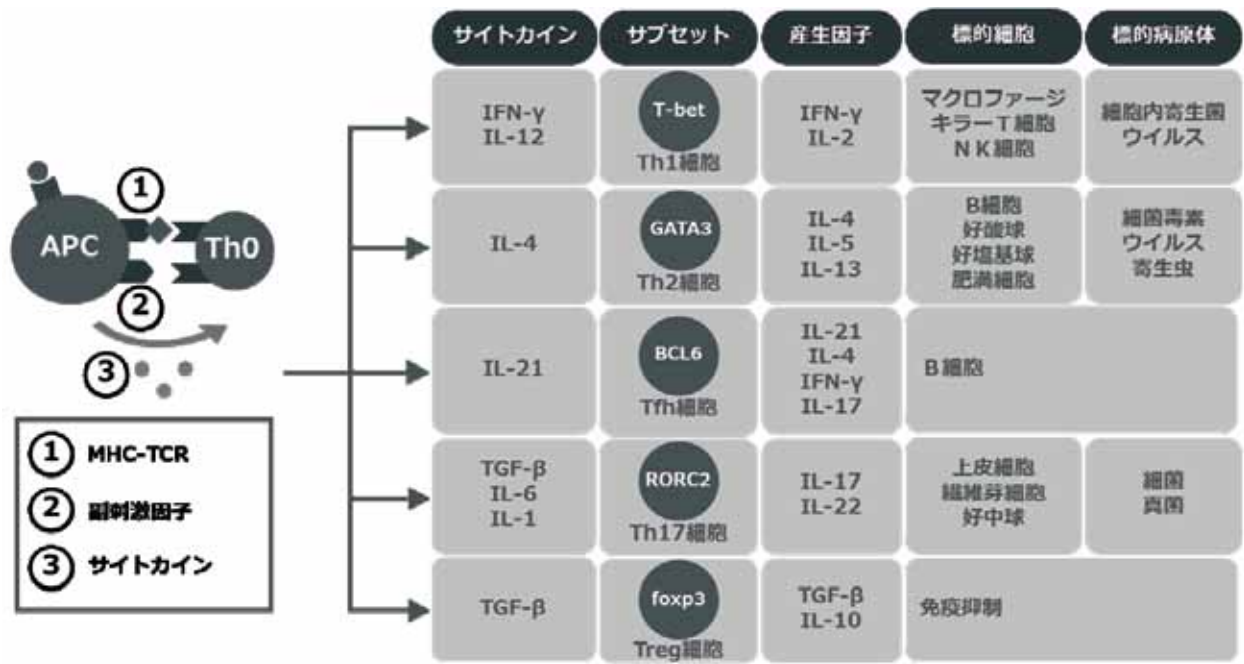 サイトカイン
サブセット
産生因子
標的細胞
標的病原体
IFN-γ
IL-12
T-bet
Th1細胞
IFN-γ
IL-2
マクロファージ
キラーT細胞
NK細胞
細胞内寄生菌
ウイルス
①
APC
Th0
②
③
IL-4
GATA3
Th2細胞
IL-4
IL-5
IL-13
B細胞
好酸球
好塩基球
肥満細胞
細菌毒素
ウイルス
寄生虫
IL-21
BCL6
Tfh細胞
IL-21
IL-4
IFN-γ
IL-17
B細胞
TGF-β
IL-6
IL-1
RORC2
Th17細胞
IL-17
IL-22
上皮細胞
繊維芽細胞
好中球
細菌
真菌
TGF-β
foxp3
Treg細胞
TGF-β
IL-10
免疫抑制
① MHC-TCR
② 副刺激因子
③ サイトカイン